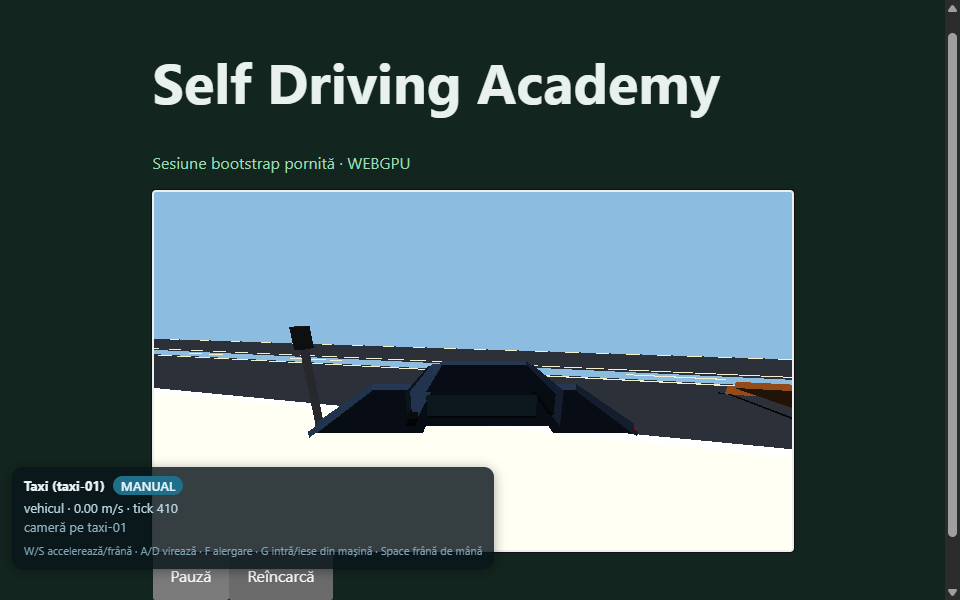 Self Driving Academy
Sesiune bootstrap pornită · WEBGPU
Taxi (taxi-01) MANUAL
vehicul · 0.00 m/s · tick 410
cameră pe taxi-01
W/S accelerează/frână · A/D virează · F alergare · G intră/iese din mașină · Space frână de mână
Pauză Reîncarcă